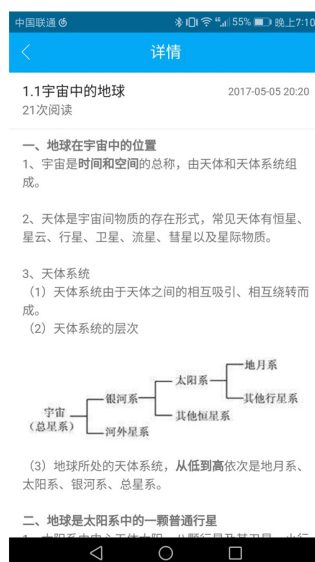 中国联通 55% 晚上7:10
详情
1.1宇宙中的地球 2017-05-05 20:20
21次阅读
一、地球在宇宙中的位置
1、宇宙是时间和空间的总称，由天体和天体系统组
成。
2、天体是宇宙间物质的存在形式，常见天体有恒星、
星云、行星、卫星、流星、彗星以及星际物质。
3、天体系统
（1）天体系统由于天体之间的相互吸引、相互绕转而
成。
（2）天体系统的层次
地月系
太阳系
银河系
其他行星系
宇宙
其他恒星系
（总星系）
河外星系
（3）地球所处的天体系统，从低到高依次是地月系、
太阳系、银河系、总星系。
二、地球是太阳系中的一颗普通行星